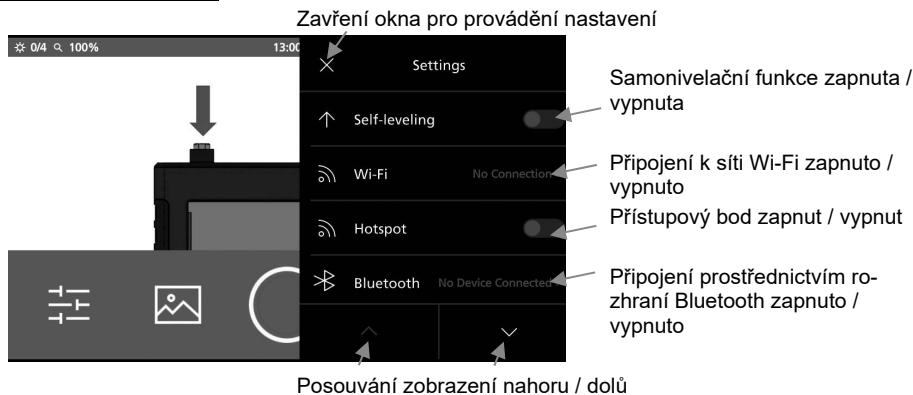 Zavření okna pro provádění nastavení
0/4 100%
13:00
Settings
Self-leveling
Wi-Fi
No Connection
Hotspot
Bluetooth
No Device Connected
Samonivelační funkce zapnuta /
vypnuta
Připojení k síti Wi-Fi zapnuto /
vypnuto
Přístupový bod zapnut / vypnut
Připojení prostřednictvím ro-
zhraní Bluetooth zapnuto /
vypnuto
Posouvání zobrazení nahoru / dolů